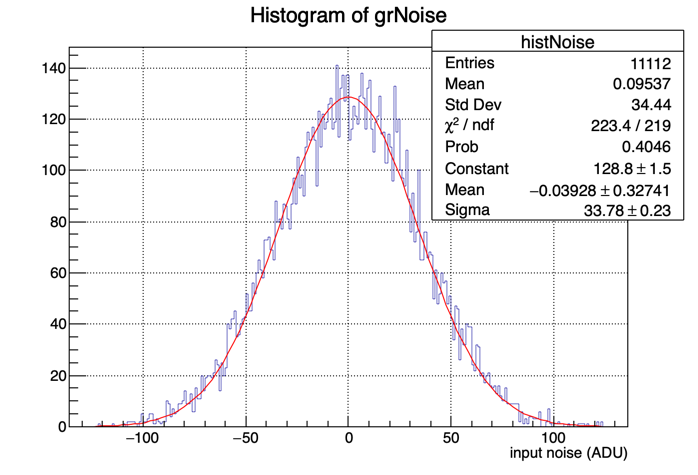 Histogram of grNoise
histNoise
Entries 11112
Mean 0.09537
Std Dev 34.44
χ² / ndf 223.4 / 219
Prob 0.4046
Constant 128.8 ± 1.5
Mean −0.03928 ± 0.32741
Sigma 33.78 ± 0.23
140
120
100
80
60
40
20
0
−100 −50 0 50 100
input noise (ADU)